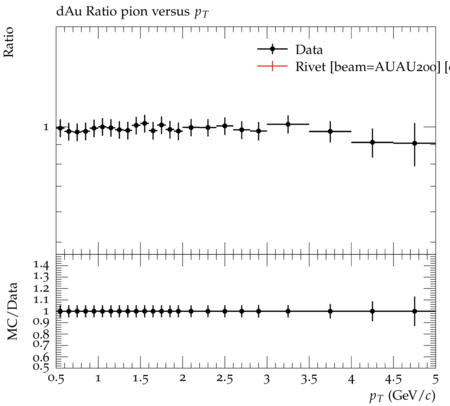 dAu Ratio pion versus p_T
Ratio
Data
Rivet [beam=AUAU200]
1
MC/Data
1.4
1.3
1.2
1.1
1
0.9
0.8
0.7
0.6
0.5
0.5 1 1.5 2 2.5 3 3.5 4 4.5 5
p_T (GeV/c)